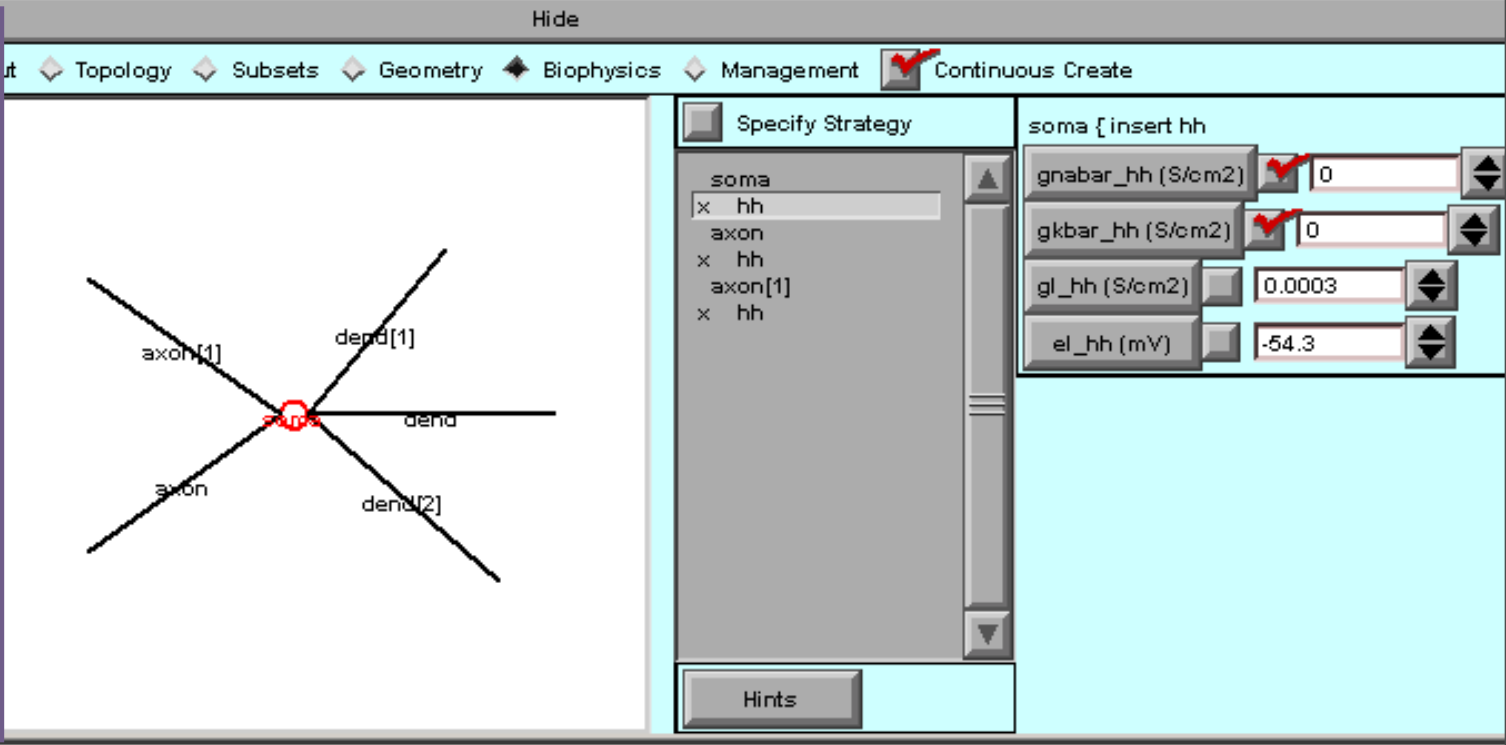 Hide
ut Topology Subsets Geometry Biophysics Management Continuous Create
Specify Strategy
soma { insert hh
soma
x hh
axon
x hh
axon[1]
x hh
gnabar_hh (S/cm2) 0
gkbar_hh (S/cm2) 0
gl_hh (S/cm2) 0.0003
el_hh (mV) -54.3
axon[1]
dend[1]
soma
dend
axon
dend[2]
Hints